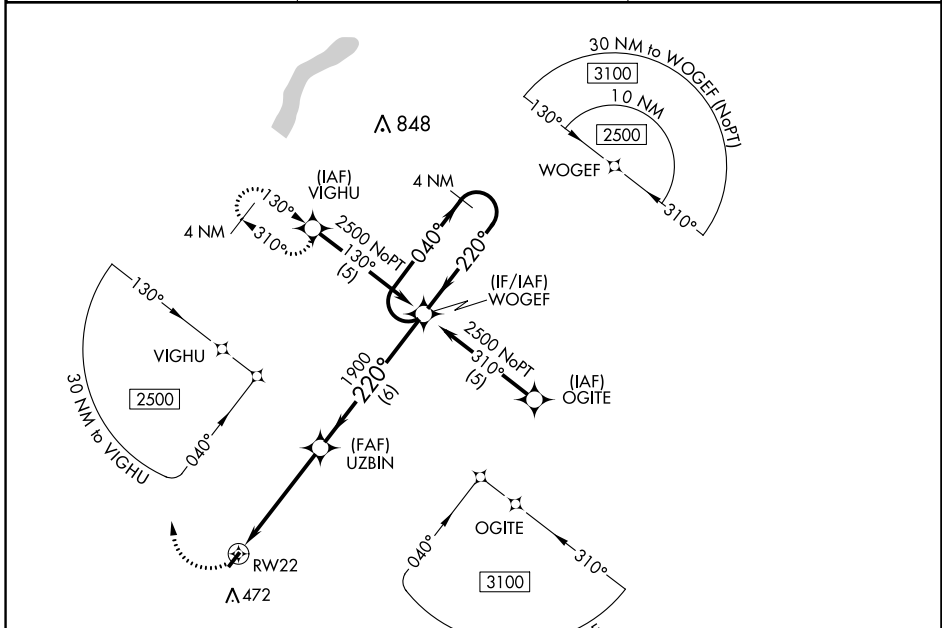 30 NM to WOGEF (NoPT)
3100
10 NM
130°
2500
WOGEF
310°
848
(IAF)
VIGHU
4 NM
130°
310°
4 NM
2500 NoPT
130°
(5)
040°
220°
(IF/IAF)
WOGEF
2500 NoPT
310°
(5)
(IAF)
OGITE
130°
VIGHU
2500
040°
30 NM to VIGHU
1900
220°
(6)
(FAF)
UZBIN
RW22
472
OGITE
040°
310°
3100